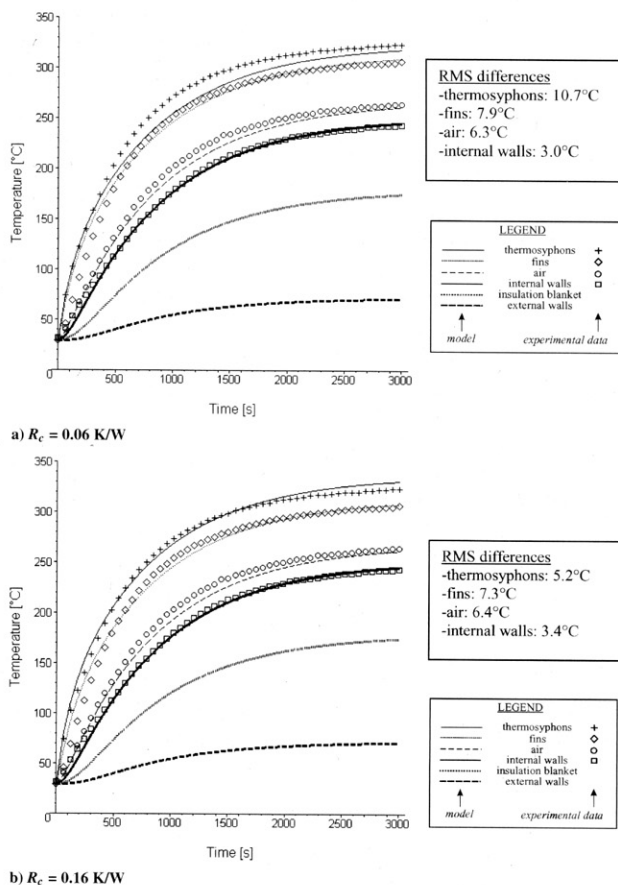 350
300
250
200
150
100
50
0
Temperature [°C]
500 1000 1500 2000 2500 3000
Time [s]
RMS differences
-thermosyphons: 10.7°C
-fins: 7.9°C
-air: 6.3°C
-internal walls: 3.0°C
LEGEND
thermosyphons
fins
air
internal walls
insulation blanket
external walls
model experimental data
a) R_c = 0.06 K/W
350
300
250
200
150
100
50
0
Temperature [°C]
500 1000 1500 2000 2500 3000
Time [s]
RMS differences
-thermosyphons: 5.2°C
-fins: 7.3°C
-air: 6.4°C
-internal walls: 3.4°C
LEGEND
thermosyphons
fins
air
internal walls
insulation blanket
external walls
model experimental data
b) R_c = 0.16 K/W